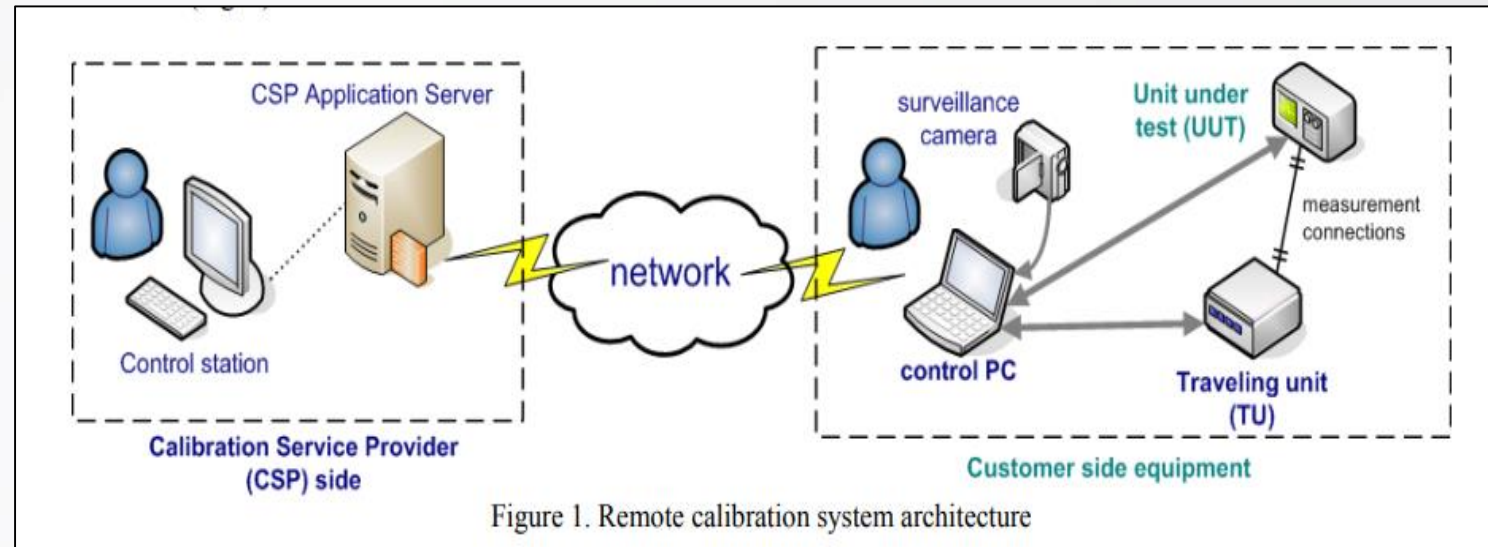 CSP Application Server
Control station
Calibration Service Provider
(CSP) side
network
surveillance
camera
Unit under
test (UUT)
measurement
connections
control PC
Traveling unit
(TU)
Customer side equipment
Figure 1. Remote calibration system architecture